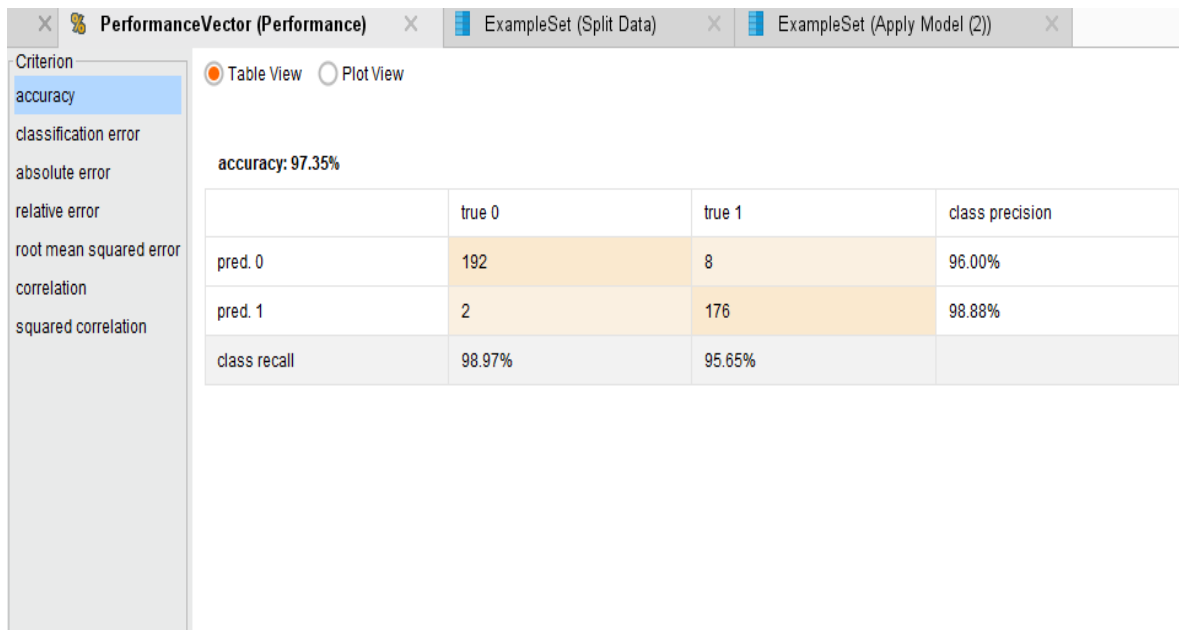 PerformanceVector (Performance) ExampleSet (Split Data) ExampleSet (Apply Model (2))
Criterion
accuracy
classification error
absolute error
relative error
root mean squared error
correlation
squared correlation
Table View Plot View
accuracy: 97.35%
true 0 true 1 class precision
pred. 0 192 8 96.00%
pred. 1 2 176 98.88%
class recall 98.97% 95.65%